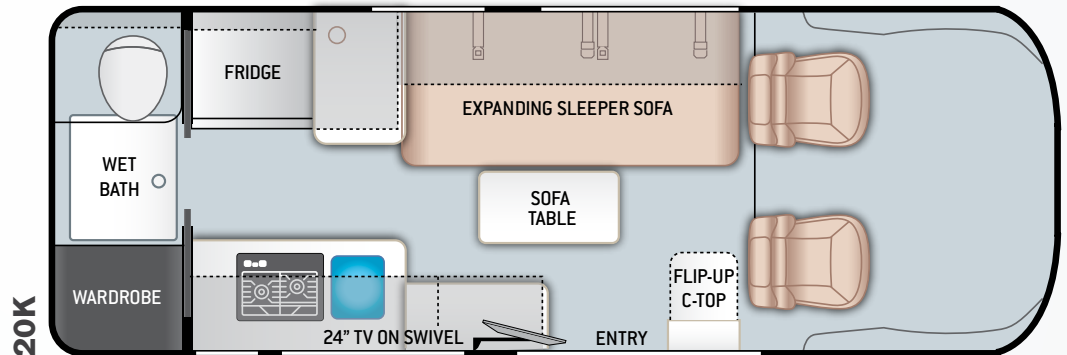 FRIDGE
EXPANDING SLEEPER SOFA
WET
BATH
SOFA
TABLE
WARDROBE
FLIP-UP
C-TOP
24” TV ON SWIVEL
ENTRY
20K